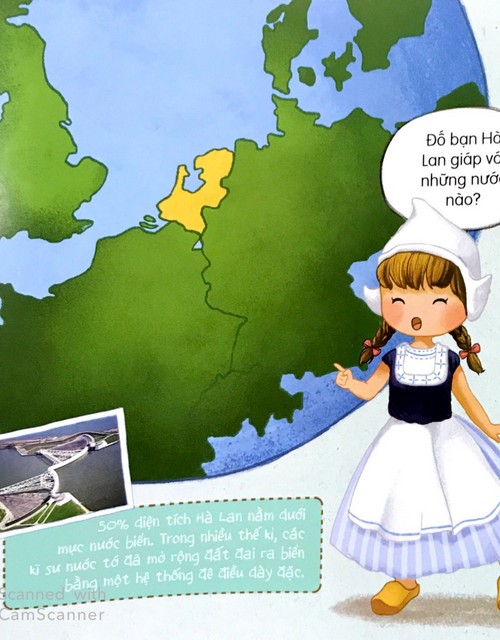 Đố bạn Hà
Lan giáp vớ
những nước
nào?
50% diện tích Hà Lan nằm dưới
mực nước biển. Trong nhiều thế kỉ, các
kĩ sư nước tớ đã mở rộng đất đai ra biển
bằng một hệ thống đê điều dày đặc.
Scanned with
CamScanner